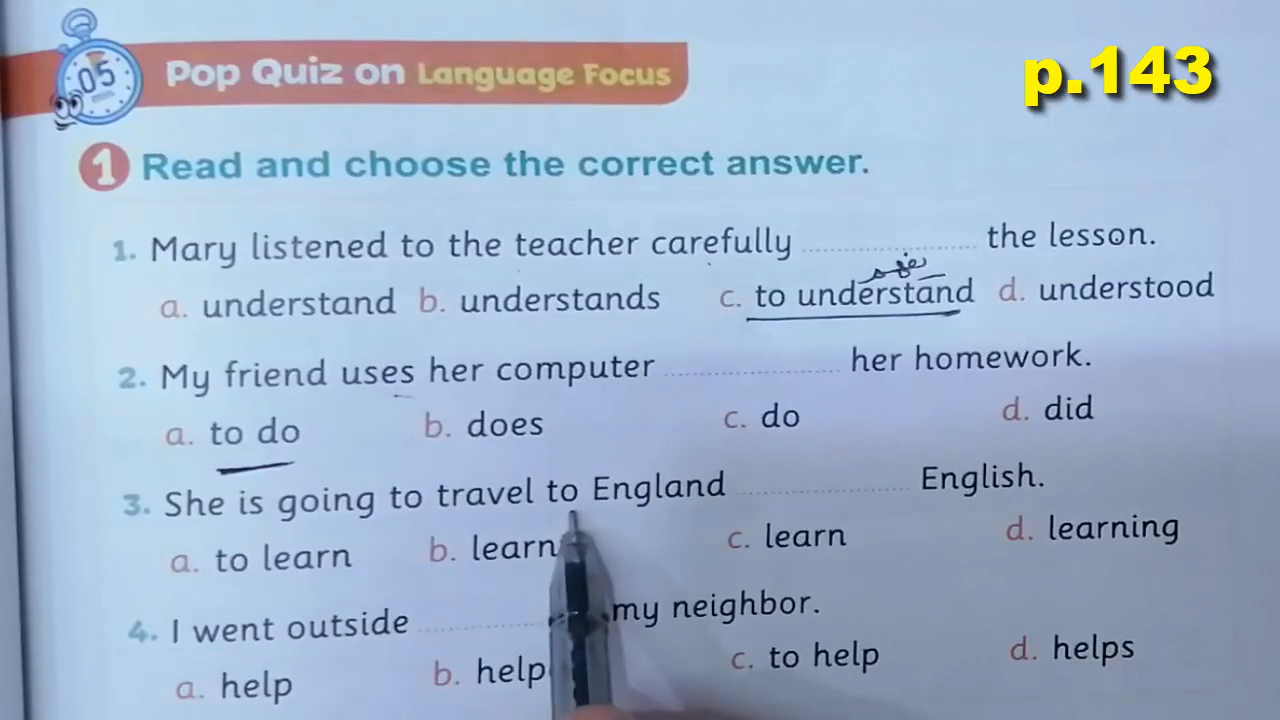 05
Pop Quiz on Language Focus
p.143
1 Read and choose the correct answer.
1. Mary listened to the teacher carefully .................... the lesson.
a. understand b. understands c. to understand d. understood
2. My friend uses her computer .................... her homework.
a. to do b. does c. do d. did
3. She is going to travel to England .................... English.
a. to learn b. learn c. learn d. learning
4. I went outside .................... my neighbor.
a. help b. help c. to help d. helps